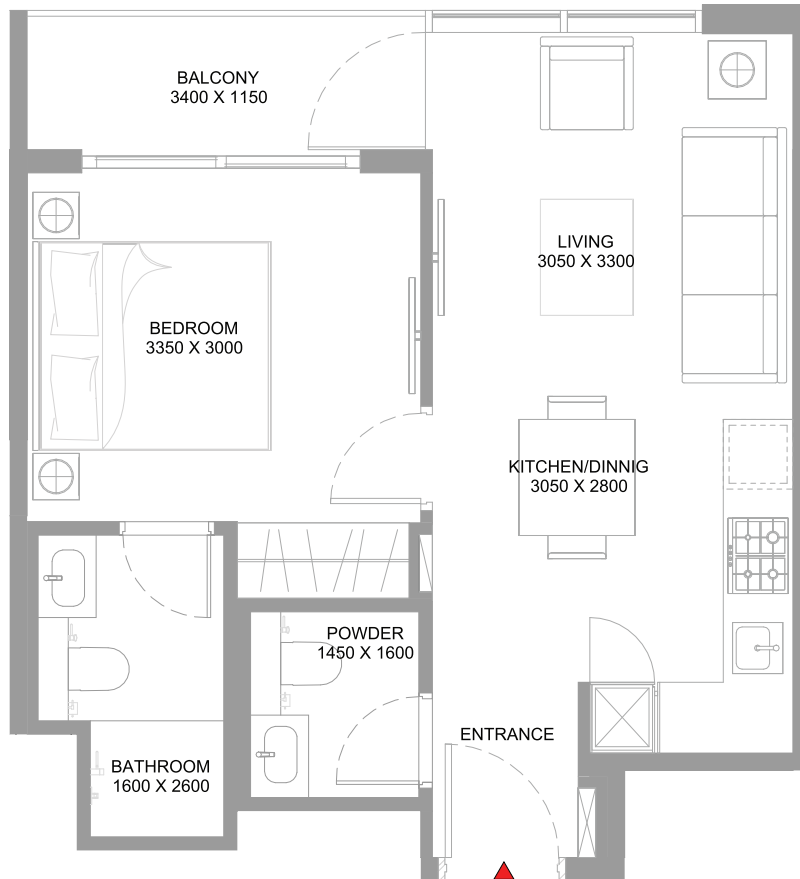 BALCONY
3400 X 1150
LIVING
3050 X 3300
BEDROOM
3350 X 3000
KITCHEN/DINNIG
3050 X 2800
POWDER
1450 X 1600
ENTRANCE
BATHROOM
1600 X 2600